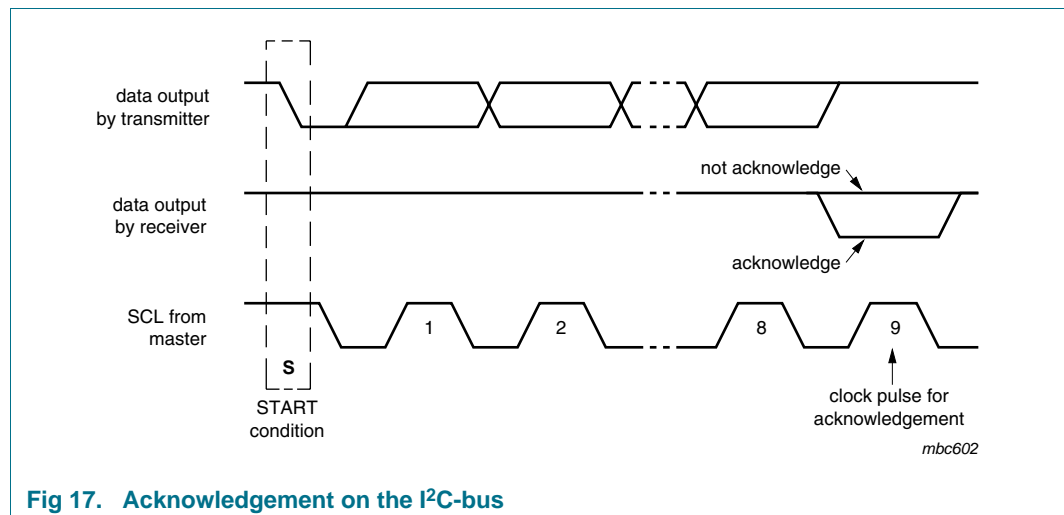 data output
by transmitter
not acknowledge
data output
by receiver
acknowledge
SCL from
master
1
2
8
9
S
START
condition
clock pulse for
acknowledgement
mbc602
Fig 17. Acknowledgement on the I²C-bus